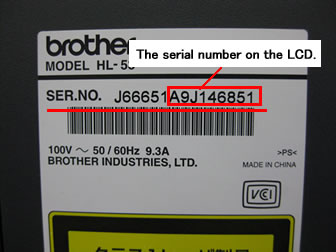 brother
The serial number on the LCD.
MODEL HL-5
SER.NO. J66651A9J146851
100V ~ 50/60Hz 9.3A
BROTHER INDUSTRIES, LTD.
>PS<
MADE IN CHINA
VCI